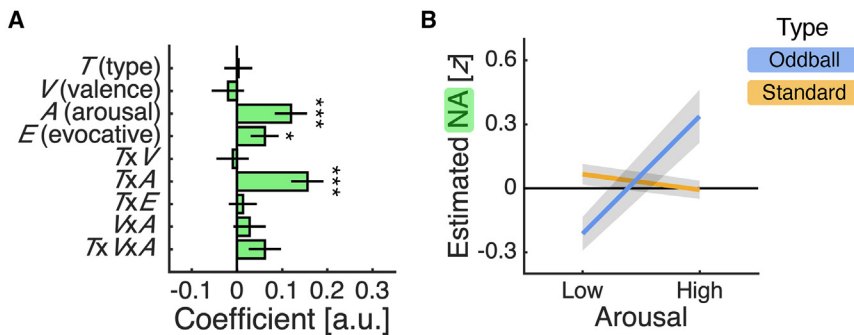 A
T (type)
V (valence)
A (arousal)
E (evocative)
TxV
TxA
TxE
VxA
TxVxA
***
*
***
-0.1 0 0.1 0.2 0.3
Coefficient [a.u.]
B
Estimated NA [z]
0.6
0.3
0
-0.3
Low High
Arousal
Type
Oddball
Standard